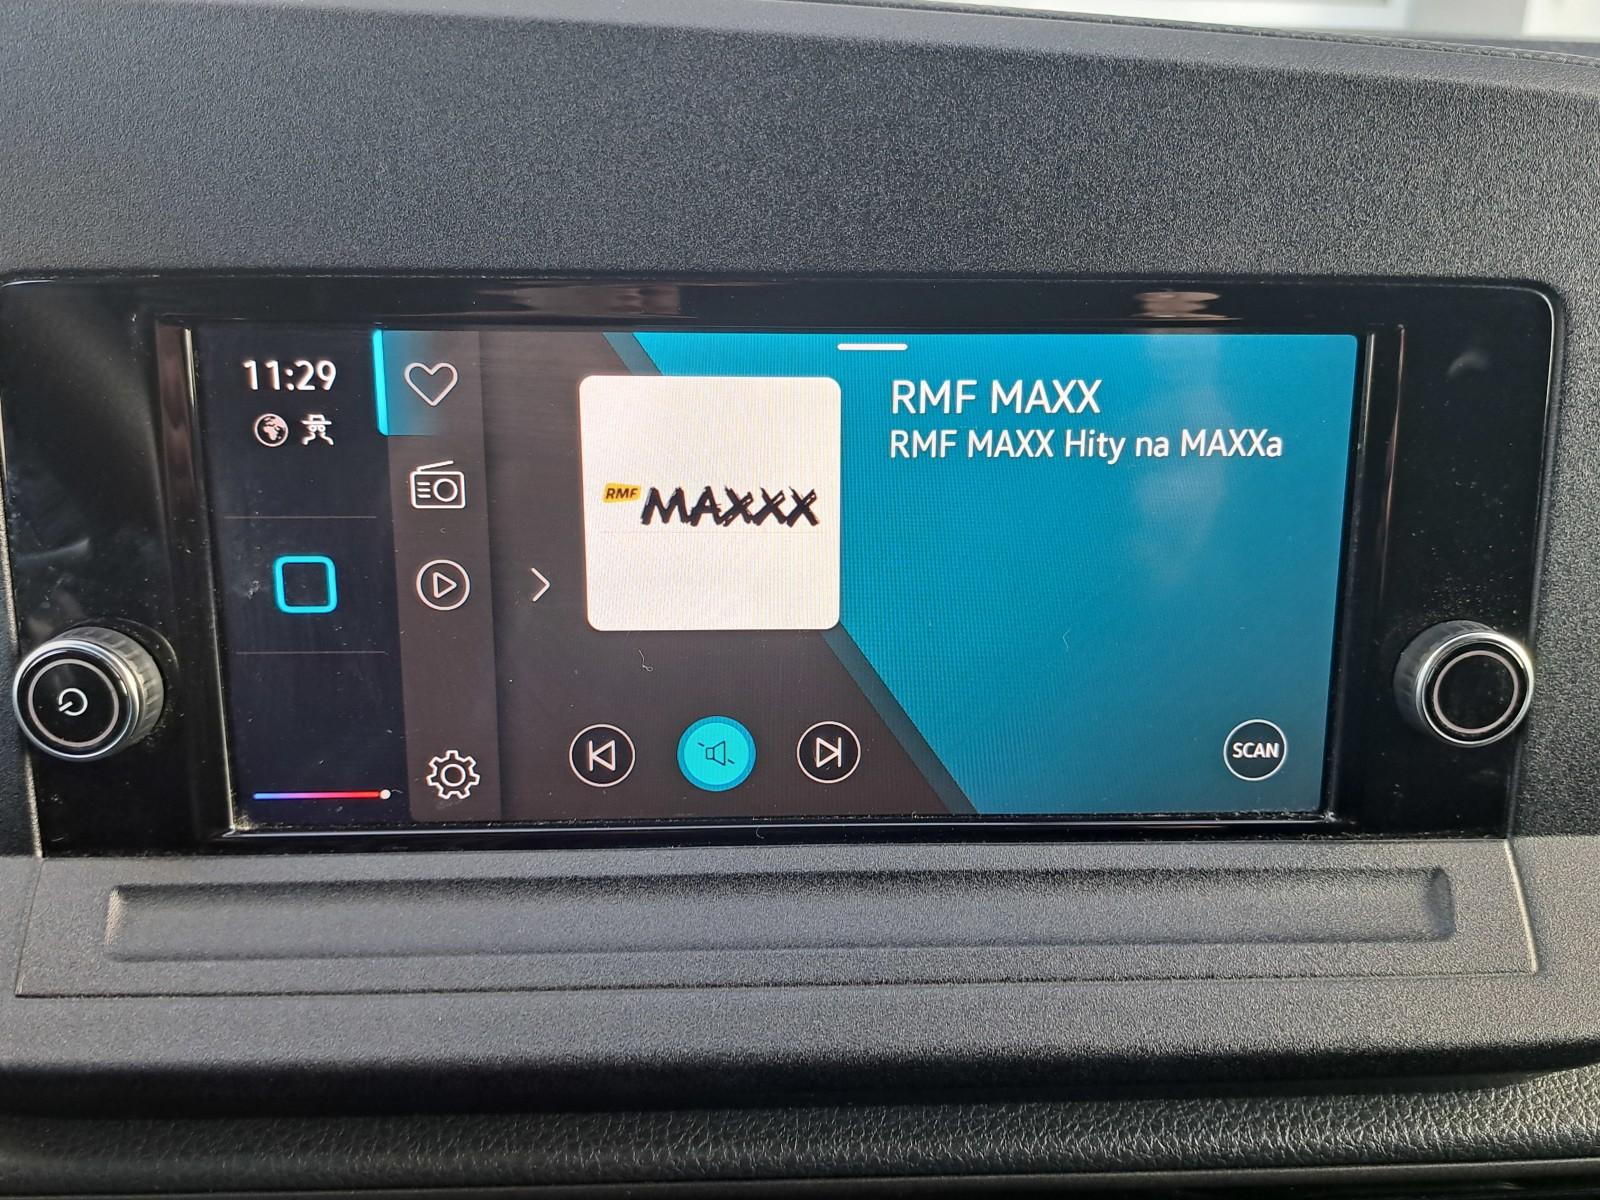 11:29
RMF MAXX
RMF MAXX Hity na MAXXa
RMF MAXXX
SCAN